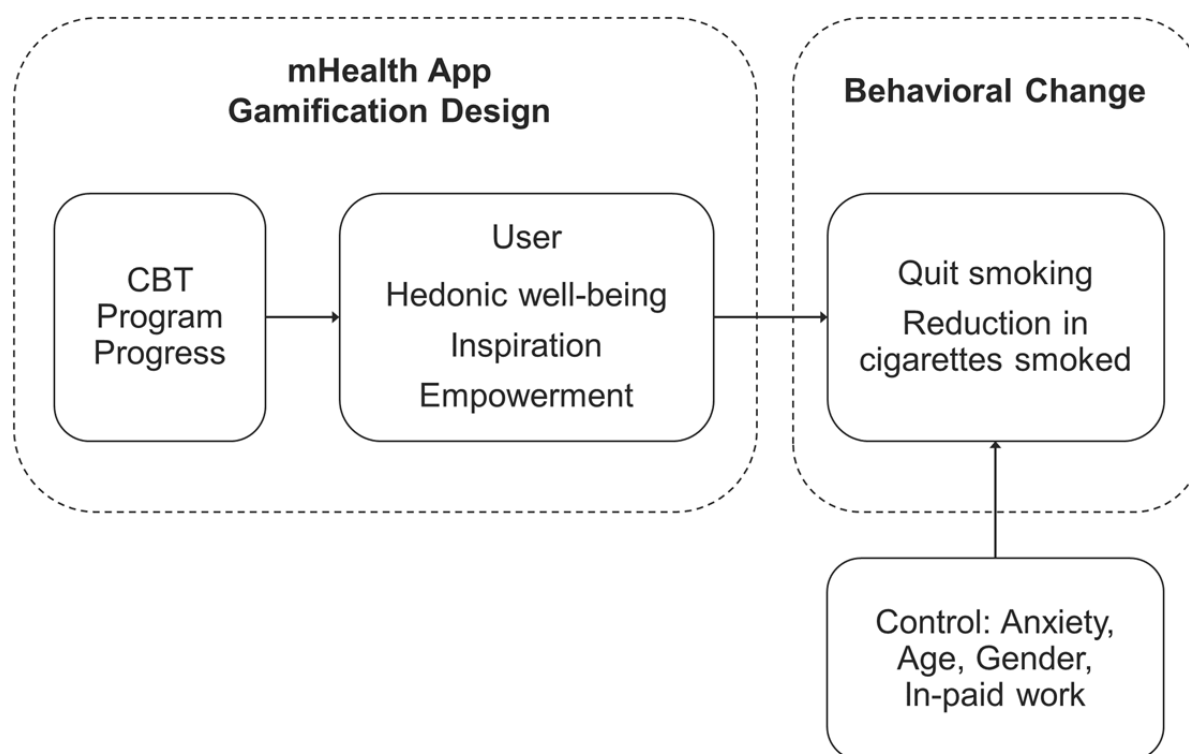 mHealth App
Gamification Design
Behavioral Change
CBT
Program
Progress
User
Hedonic well-being
Inspiration
Empowerment
Quit smoking
Reduction in
cigarettes smoked
Control: Anxiety,
Age, Gender,
In-paid work